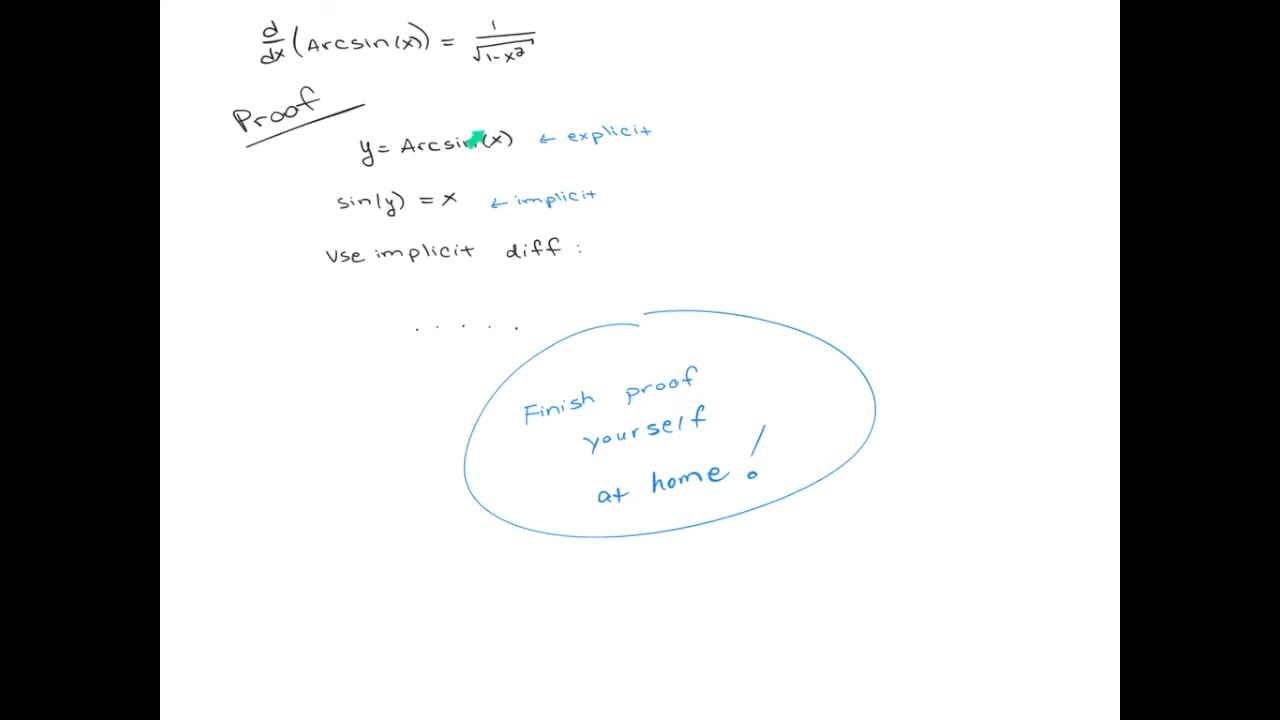 d/dx (Arcsin(x)) = 1/√(1-x²)
Proof
y = Arcsin(x) ← explicit
sin(y) = x ← implicit
Use implicit diff :
. . . . .
Finish proof
yourself
at home!